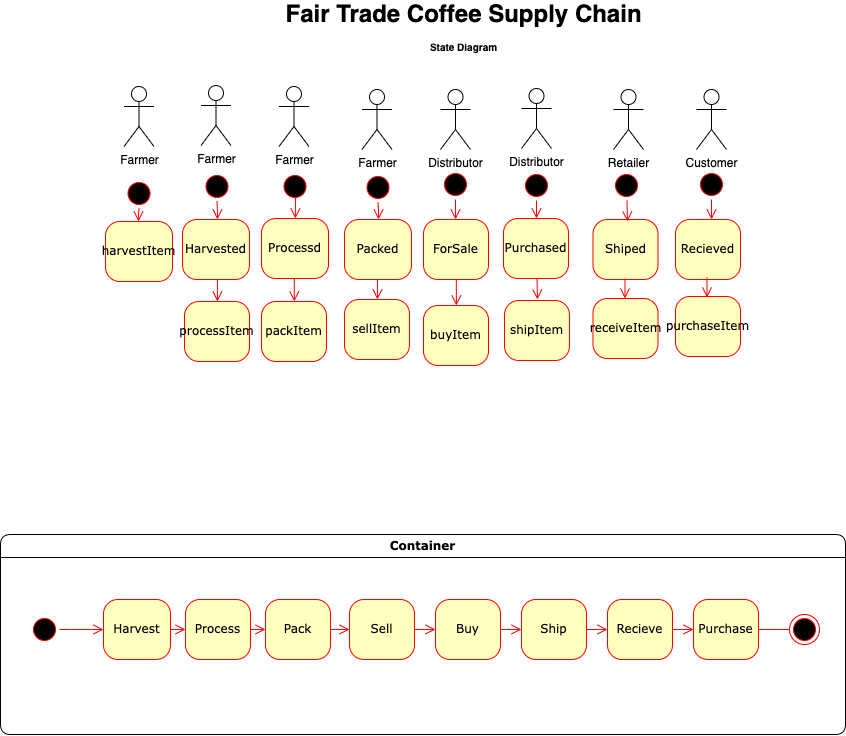 Fair Trade Coffee Supply Chain
State Diagram
Farmer Farmer Farmer Farmer Distributor Distributor Retailer Customer
harvestItem Harvested Processd Packed ForSale Purchased Shiped Recieved
processItem packItem sellItem buyItem shipItem receiveItem purchaseItem
Container
Harvest Process Pack Sell Buy Ship Recieve Purchase